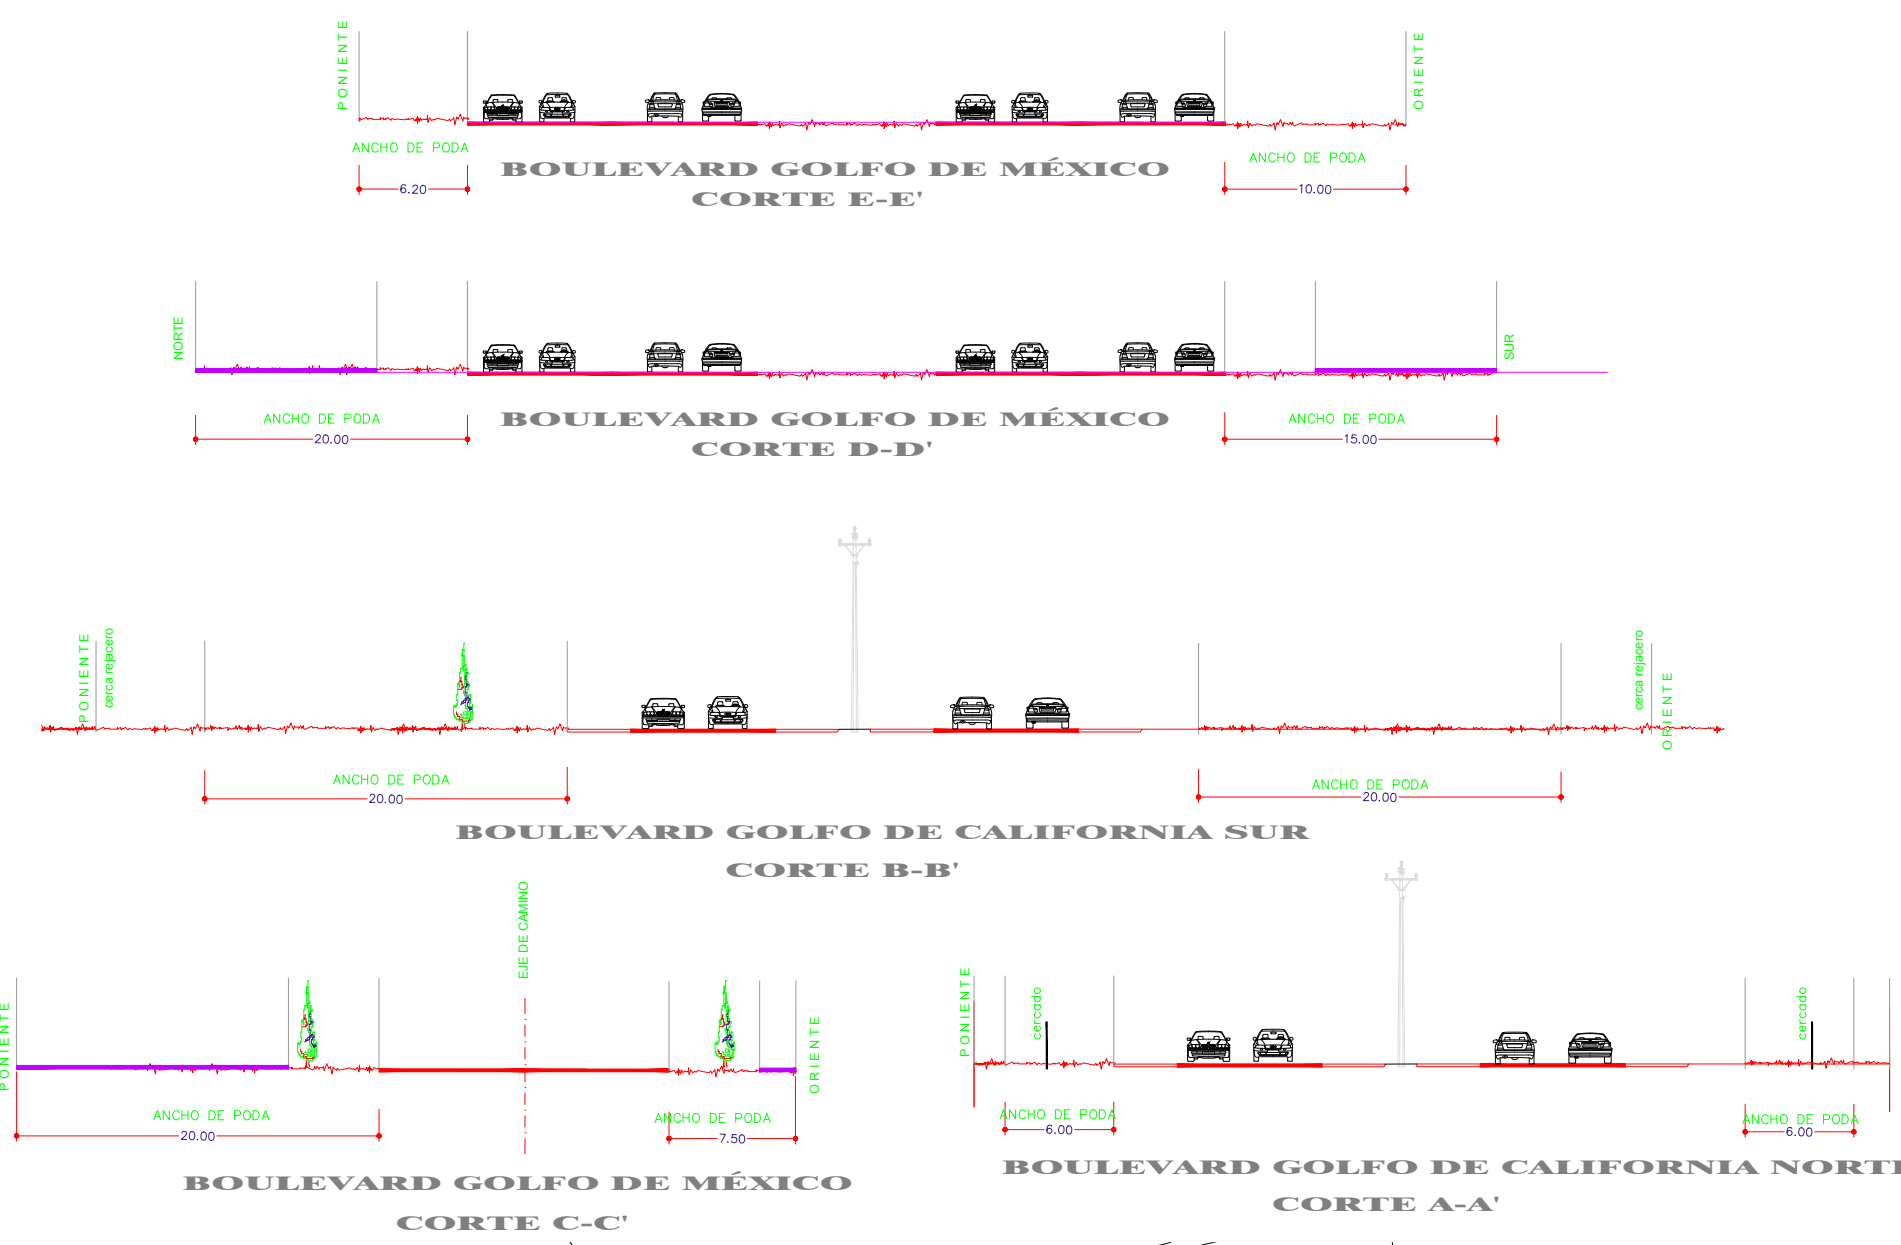 PONIENTE
ORIENTE
ANCHO DE PODA
ANCHO DE PODA
BOULEVARD GOLFO DE MÉXICO
6.20
10.00
CORTE E-E'
NORTE
SUR
ANCHO DE PODA
BOULEVARD GOLFO DE MÉXICO
ANCHO DE PODA
20.00
15.00
CORTE D-D'
PONIENTE
cerca rejacero
cerca rejacero
ORIENTE
ANCHO DE PODA
20.00
ANCHO DE PODA
20.00
BOULEVARD GOLFO DE CALIFORNIA SUR
CORTE B-B'
PONIENTE
EJE DE CAMINO
ORIENTE
ANCHO DE PODA
20.00
ANCHO DE PODA
7.50
BOULEVARD GOLFO DE MÉXICO
CORTE C-C'
PONIENTE
cercado
cercado
ANCHO DE PODA
6.00
ANCHO DE PODA
6.00
BOULEVARD GOLFO DE CALIFORNIA NORT
CORTE A-A'